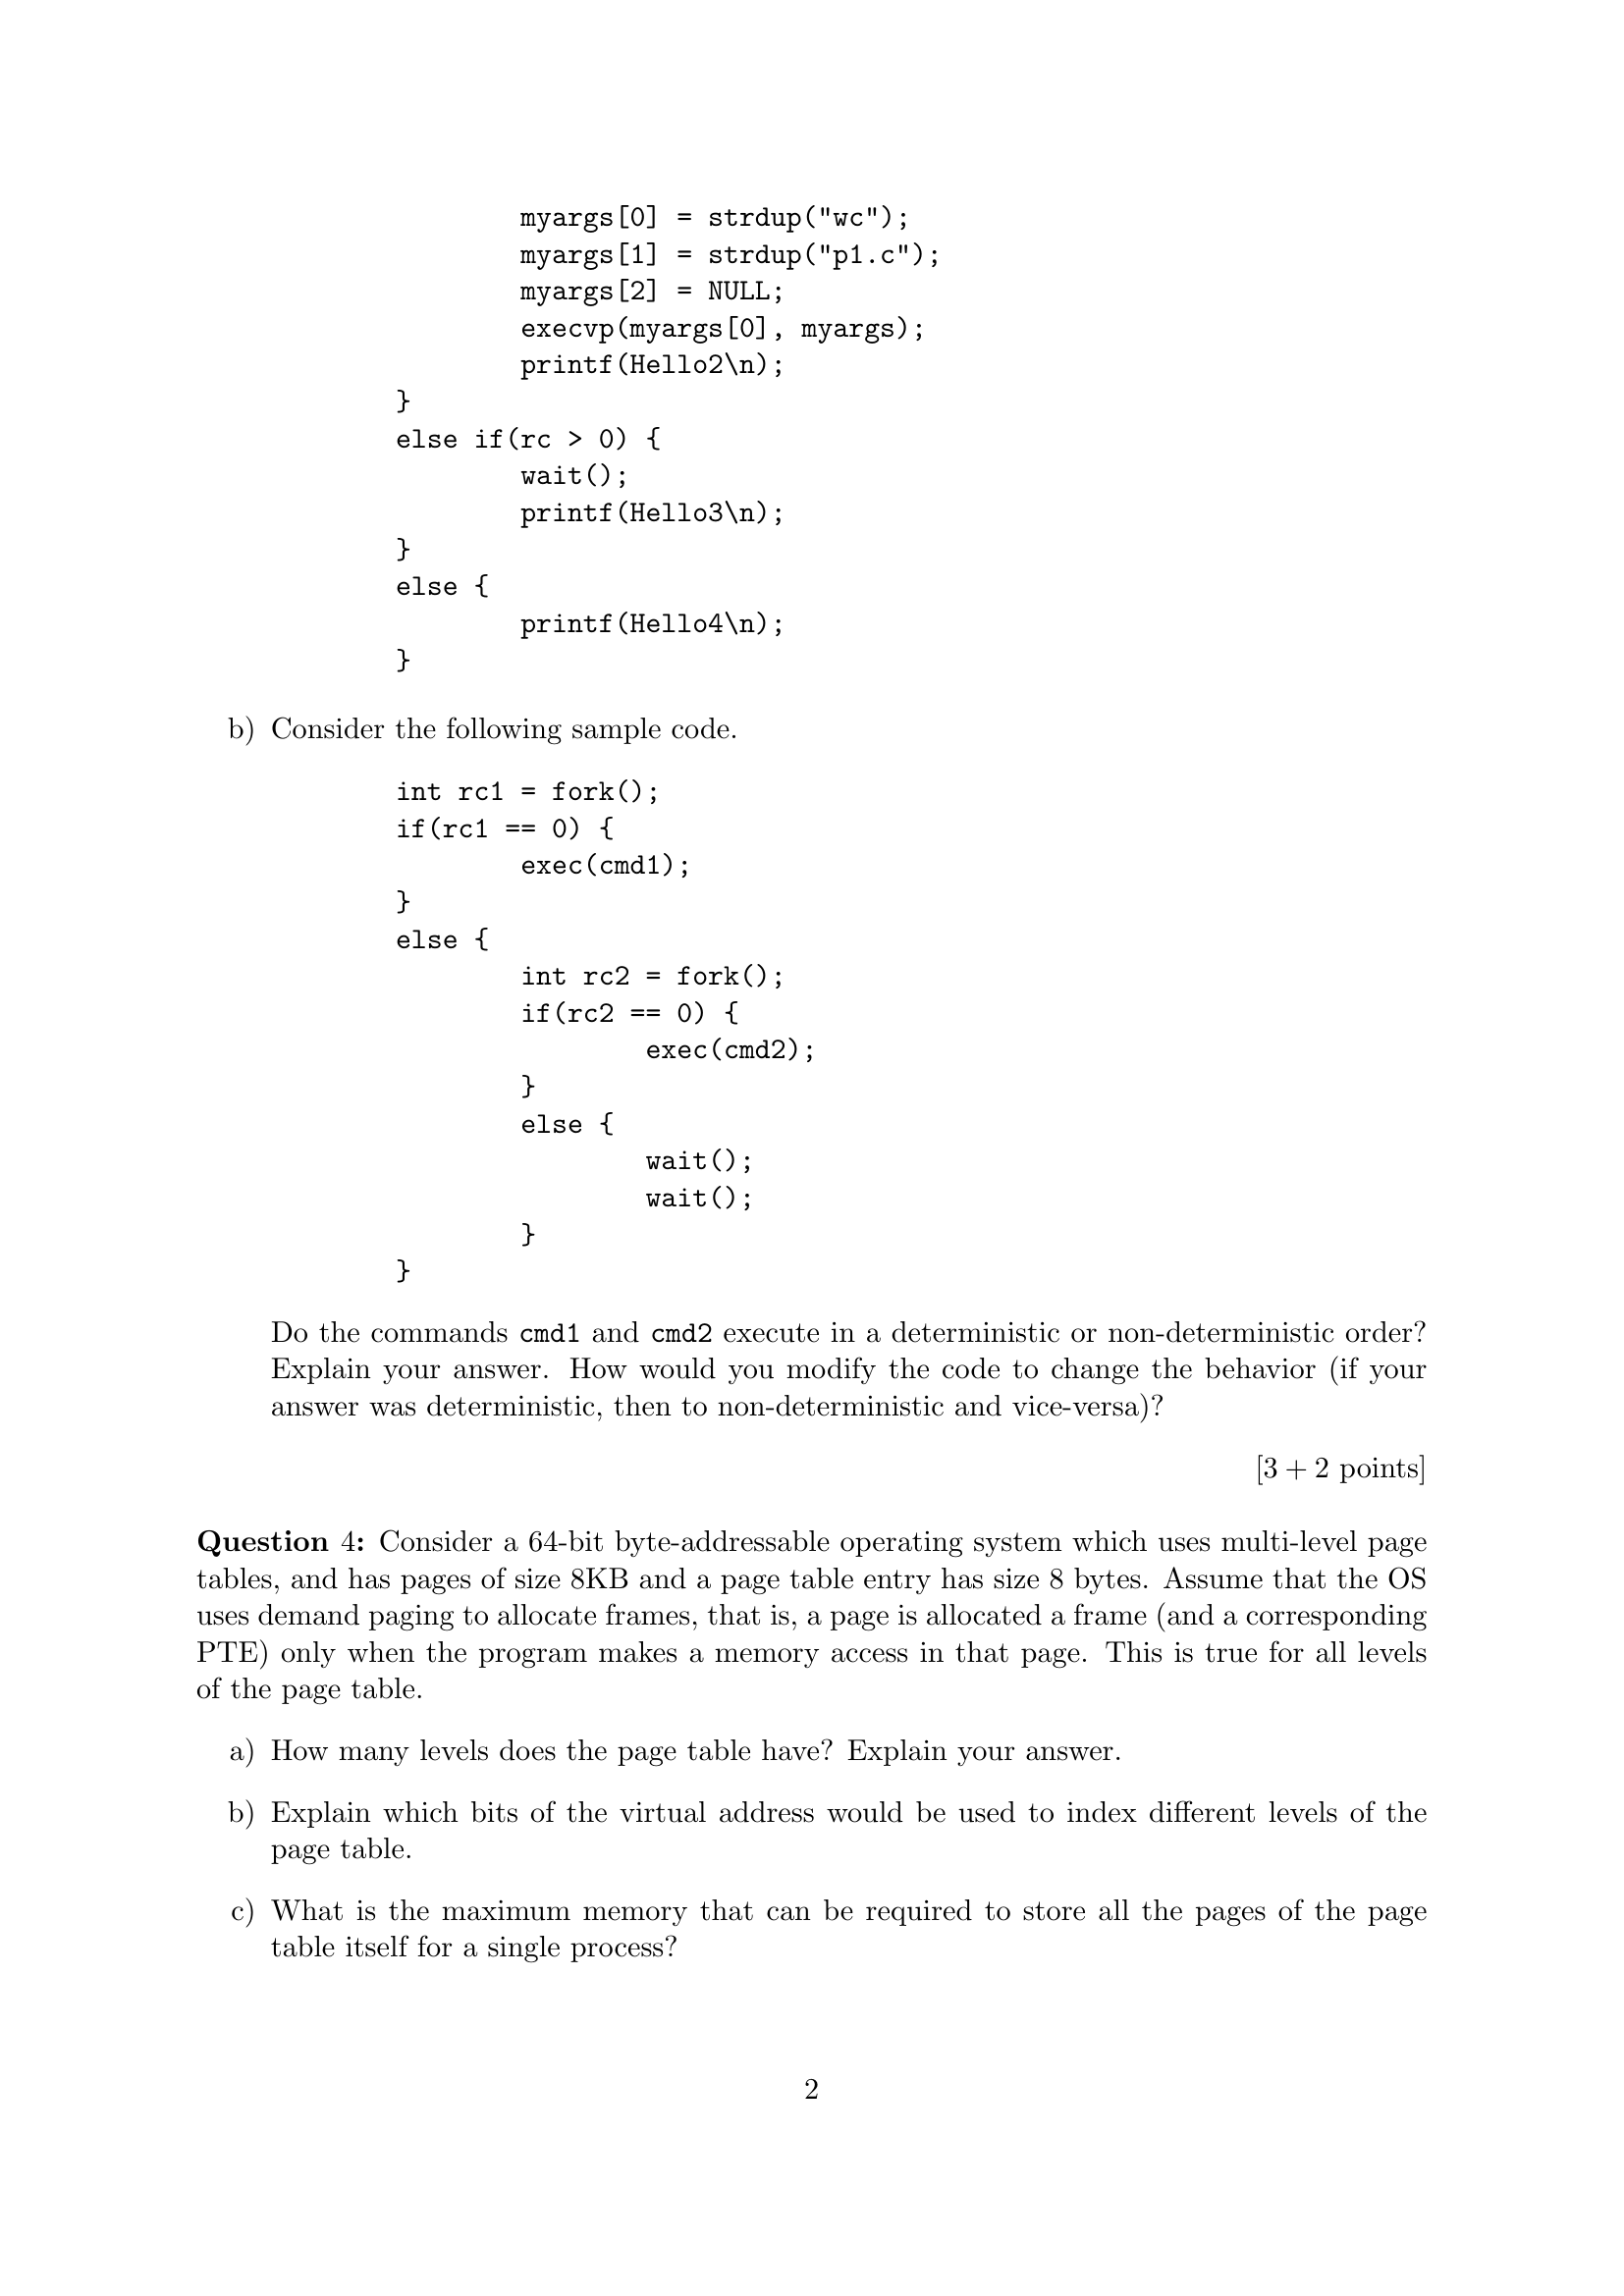 myargs[0] = strdup("wc");
myargs[1] = strdup("p1.c");
myargs[2] = NULL;
execvp(myargs[0], myargs);
printf(Hello2\n);
}
else if(rc > 0) {
wait();
printf(Hello3\n);
}
else {
printf(Hello4\n);
}
b) Consider the following sample code.
int rc1 = fork();
if(rc1 == 0) {
exec(cmd1);
}
else {
int rc2 = fork();
if(rc2 == 0) {
exec(cmd2);
}
else {
wait();
wait();
}
}
Do the commands cmd1 and cmd2 execute in a deterministic or non-deterministic order?
Explain your answer. How would you modify the code to change the behavior (if your
answer was deterministic, then to non-deterministic and vice-versa)?
[3 + 2 points]
Question 4: Consider a 64-bit byte-addressable operating system which uses multi-level page
tables, and has pages of size 8KB and a page table entry has size 8 bytes. Assume that the OS
uses demand paging to allocate frames, that is, a page is allocated a frame (and a corresponding
PTE) only when the program makes a memory access in that page. This is true for all levels
of the page table.
a) How many levels does the page table have? Explain your answer.
b) Explain which bits of the virtual address would be used to index different levels of the
page table.
c) What is the maximum memory that can be required to store all the pages of the page
table itself for a single process?
2